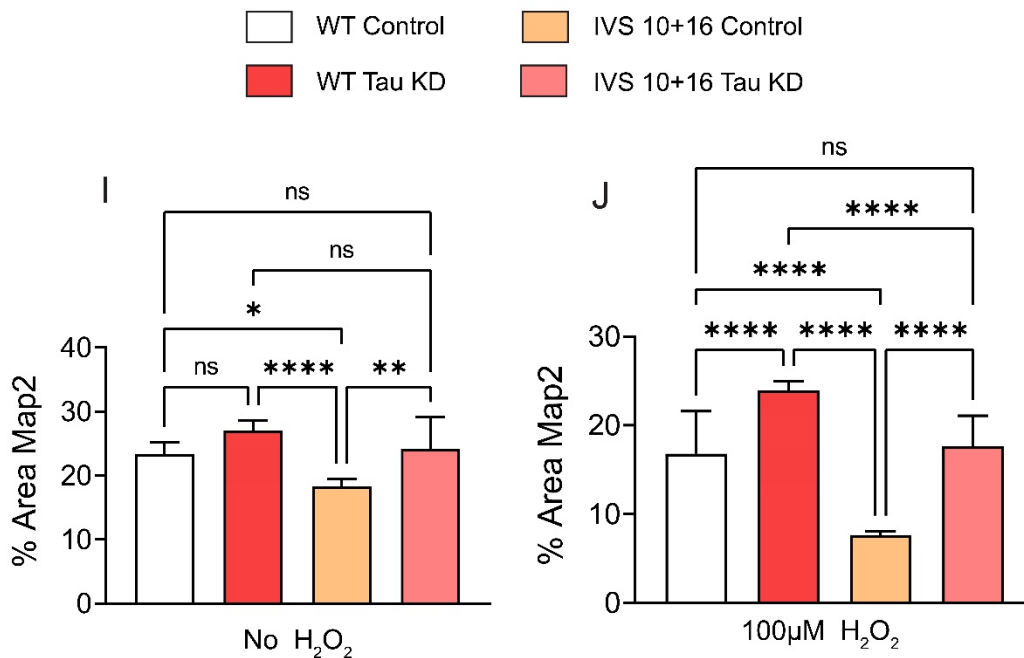 WT Control
IVS 10+16 Control
WT Tau KD
IVS 10+16 Tau KD
I
ns
ns
*
ns
****
**
% Area Map2
40
30
20
10
0
No H₂O₂
J
ns
****
****
****
****
****
% Area Map2
30
20
10
0
100µM H₂O₂